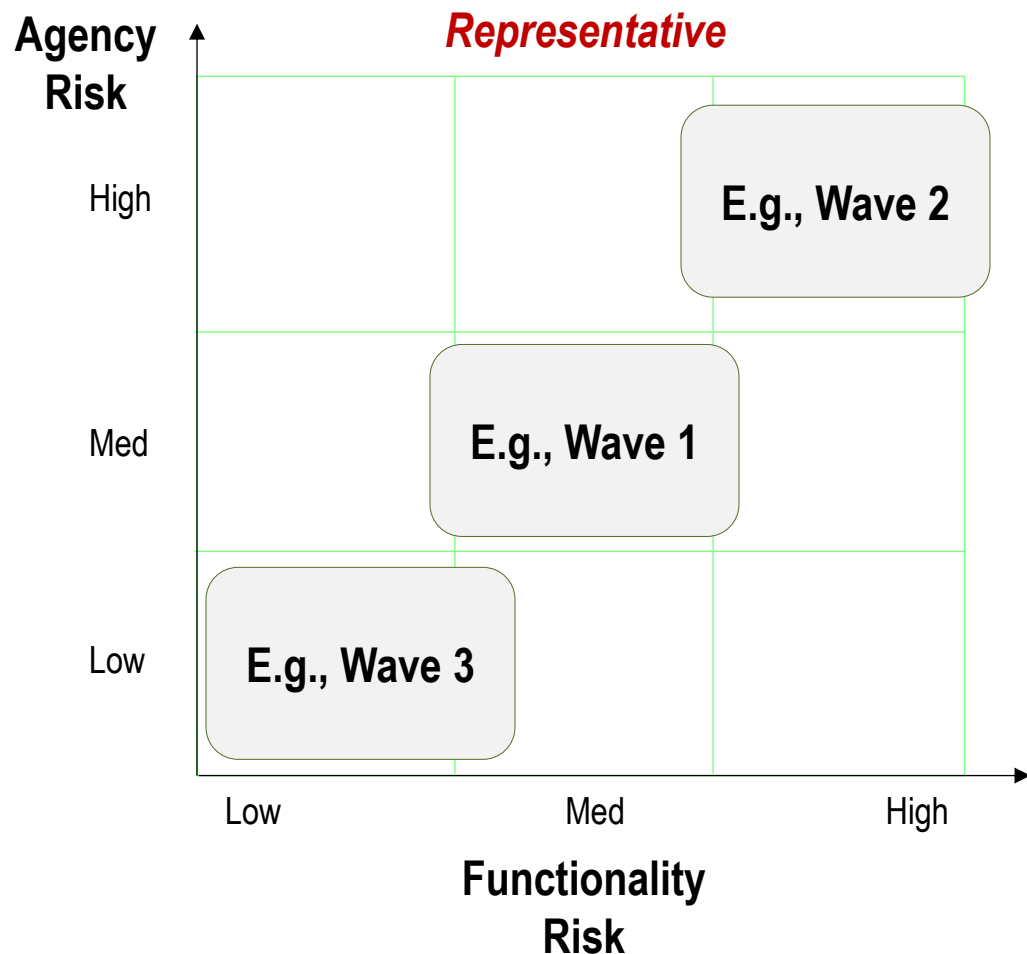 Agency
Risk
Representative
High
E.g., Wave 2
Med
E.g., Wave 1
Low
E.g., Wave 3
Low
Med
High
Functionality
Risk